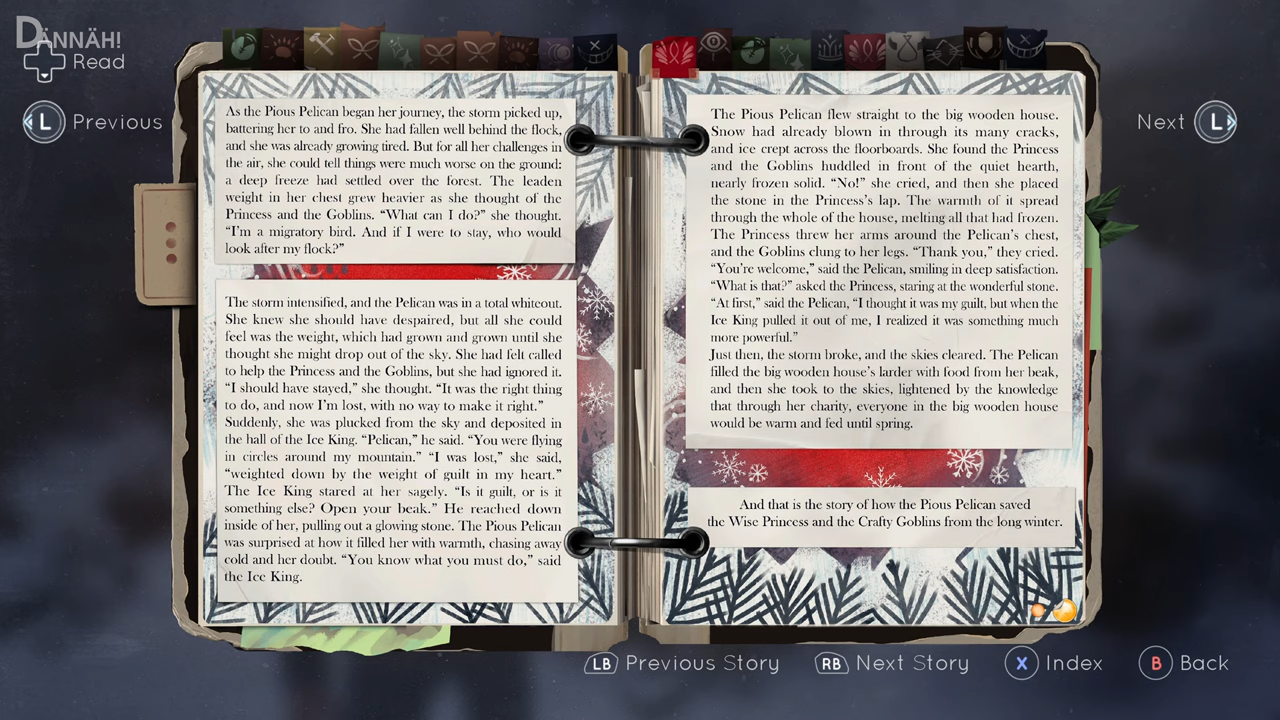 DÄNNÄH!
Read
L Previous
Next L
As the Pious Pelican began her journey, the storm picked up,
battering her to and fro. She had fallen well behind the flock,
and she was already growing tired. But for all her challenges in
the air, she could tell things were much worse on the ground:
a deep freeze had settled over the forest. The leaden
weight in her chest grew heavier as she thought of the
Princess and the Goblins. “What can I do?” she thought.
“I’m a migratory bird. And if I were to stay, who would
look after my flock?”
The storm intensified, and the Pelican was in a total whiteout.
She knew she should have despaired, but all she could
feel was the weight, which had grown and grown until she
thought she might drop out of the sky. She had felt called
to help the Princess and the Goblins, but she had ignored it.
“I should have stayed,” she thought. “It was the right thing
to do, and now I’m lost, with no way to make it right.”
Suddenly, she was plucked from the sky and deposited in
the hall of the Ice King. “Pelican,” he said. “You were flying
in circles around my mountain.” “I was lost,” she said,
“weighted down by the weight of guilt in my heart.”
The Ice King stared at her sagely. “Is it guilt, or is it
something else? Open your beak.” He reached down
inside of her, pulling out a glowing stone. The Pious Pelican
was surprised at how it filled her with warmth, chasing away
cold and her doubt. “You know what you must do,” said
the Ice King.
The Pious Pelican flew straight to the big wooden house.
Snow had already blown in through its many cracks,
and ice crept across the floorboards. She found the Princess
and the Goblins huddled in front of the quiet hearth,
nearly frozen solid. “No!” she cried, and then she placed
the stone in the Princess’s lap. The warmth of it spread
through the whole of the house, melting all that had frozen.
The Princess threw her arms around the Pelican’s chest,
and the Goblins clung to her legs. “Thank you,” they cried.
“You’re welcome,” said the Pelican, smiling in deep satisfaction.
“What is that?” asked the Princess, staring at the wonderful stone.
“At first,” said the Pelican, “I thought it was my guilt, but when the
Ice King pulled it out of me, I realized it was something much
more powerful.”
Just then, the storm broke, and the skies cleared. The Pelican
filled the big wooden house’s larder with food from her beak,
and then she took to the skies, lightened by the knowledge
that through her charity, everyone in the big wooden house
would be warm and fed until spring.
And that is the story of how the Pious Pelican saved
the Wise Princess and the Crafty Goblins from the long winter.
LB Previous Story RB Next Story X Index B Back